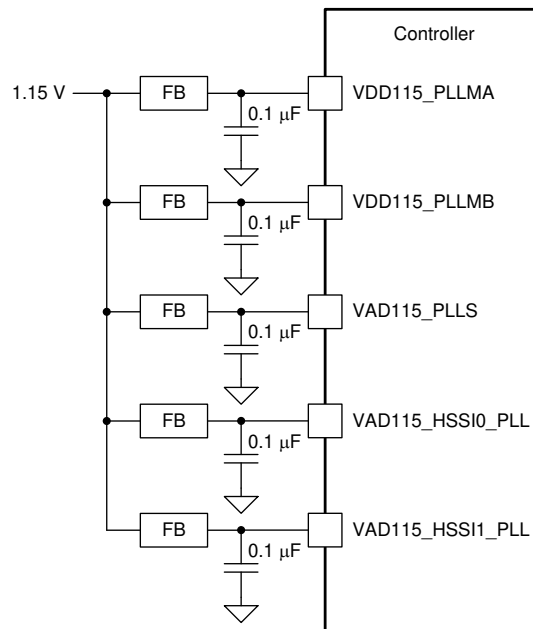 Controller
1.15 V
FB
VDD115_PLLMA
0.1 μF
FB
VDD115_PLLMB
0.1 μF
FB
VAD115_PLLS
0.1 μF
FB
VAD115_HSSI0_PLL
0.1 μF
FB
VAD115_HSSI1_PLL
0.1 μF